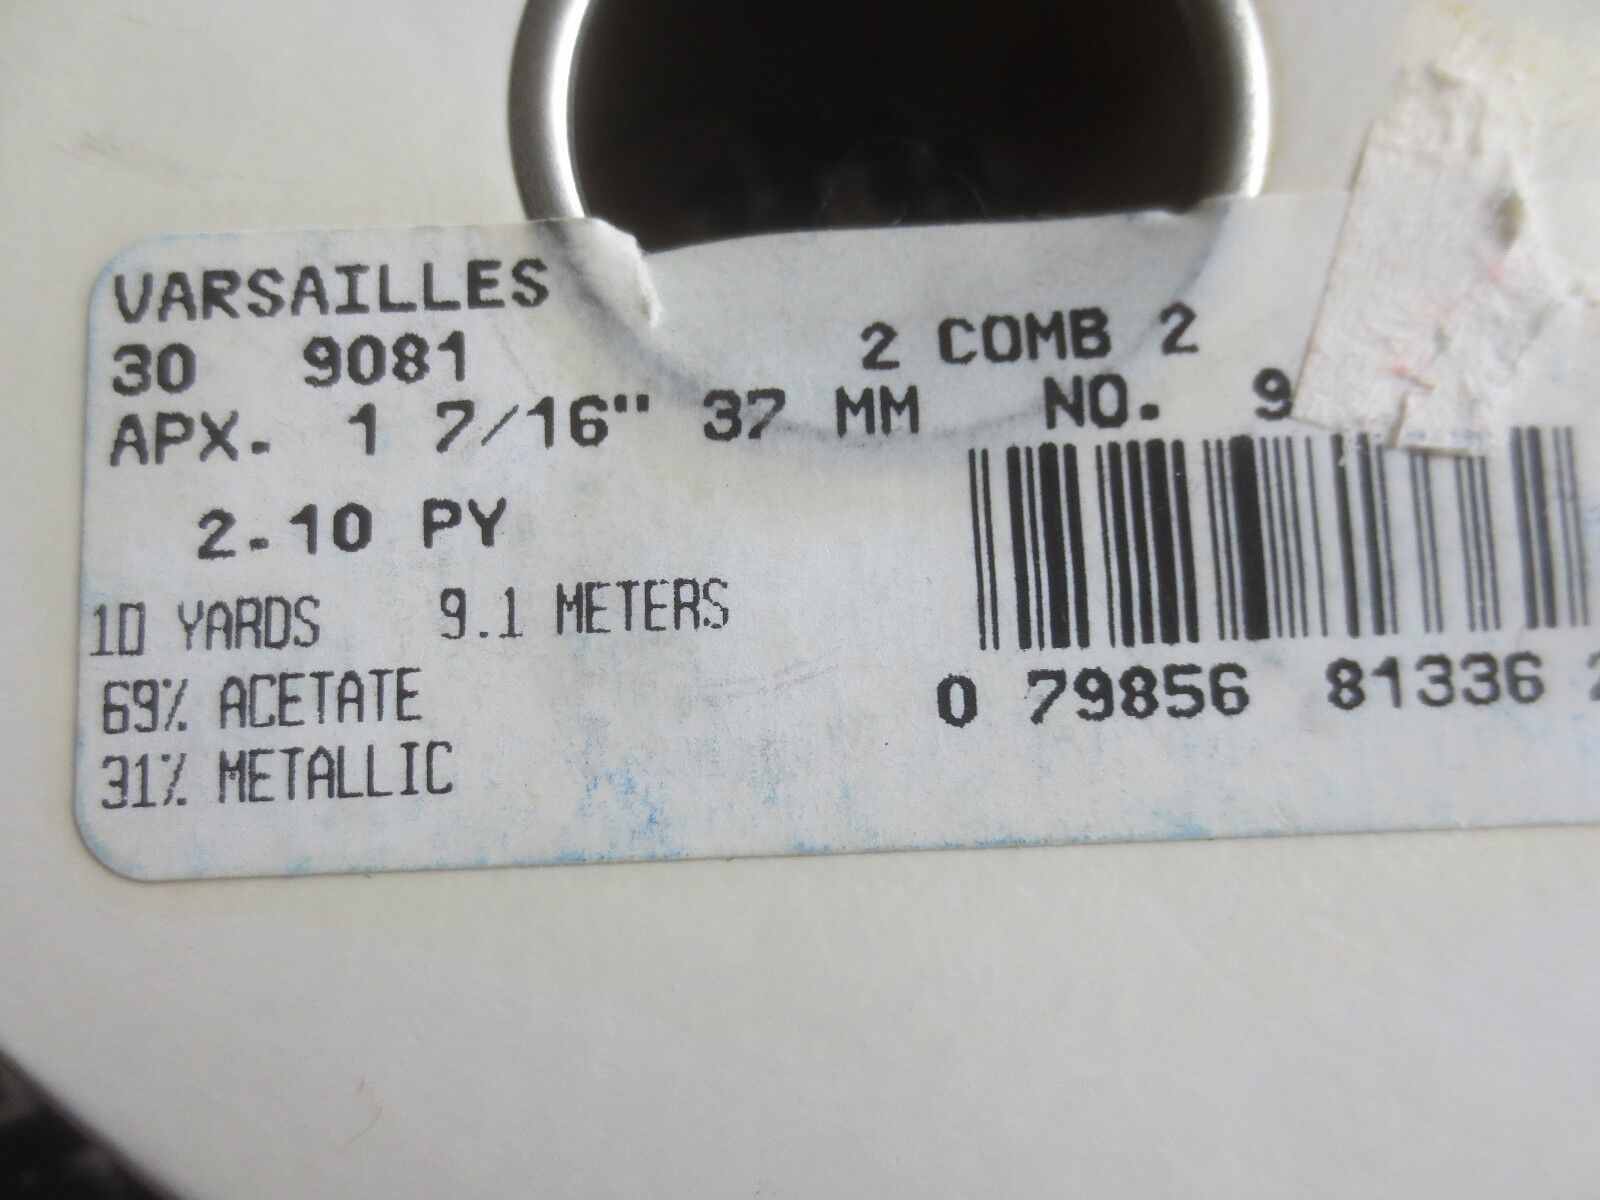 VARSAILLES
30 9081 2 COMB 2
APX. 1 7/16" 37 MM NO. 9
2.10 PY
10 YARDS 9.1 METERS
69% ACETATE
31% METALLIC
0 79856 81336